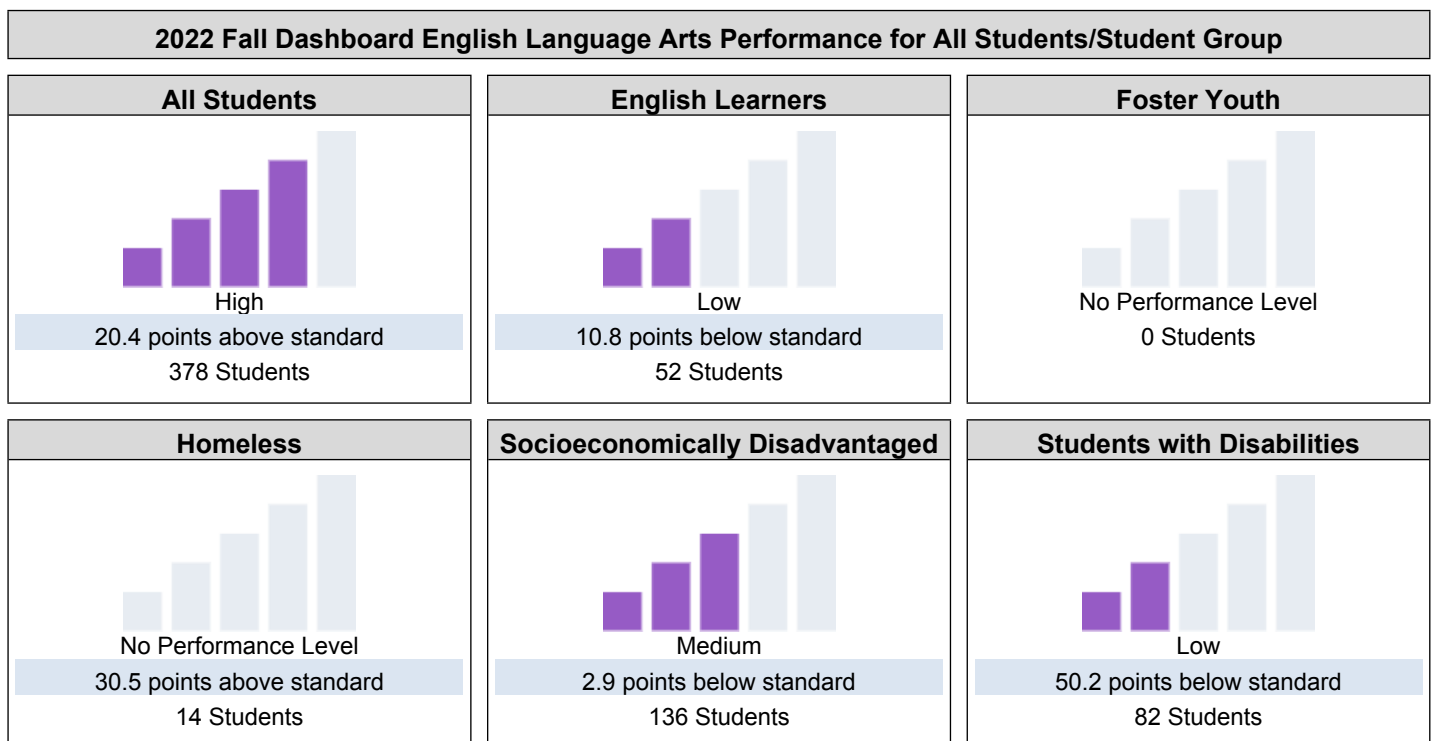 2022 Fall Dashboard English Language Arts Performance for All Students/Student Group
All Students
High
20.4 points above standard
378 Students
English Learners
Low
10.8 points below standard
52 Students
Foster Youth
No Performance Level
0 Students
Homeless
No Performance Level
30.5 points above standard
14 Students
Socioeconomically Disadvantaged
Medium
2.9 points below standard
136 Students
Students with Disabilities
Low
50.2 points below standard
82 Students